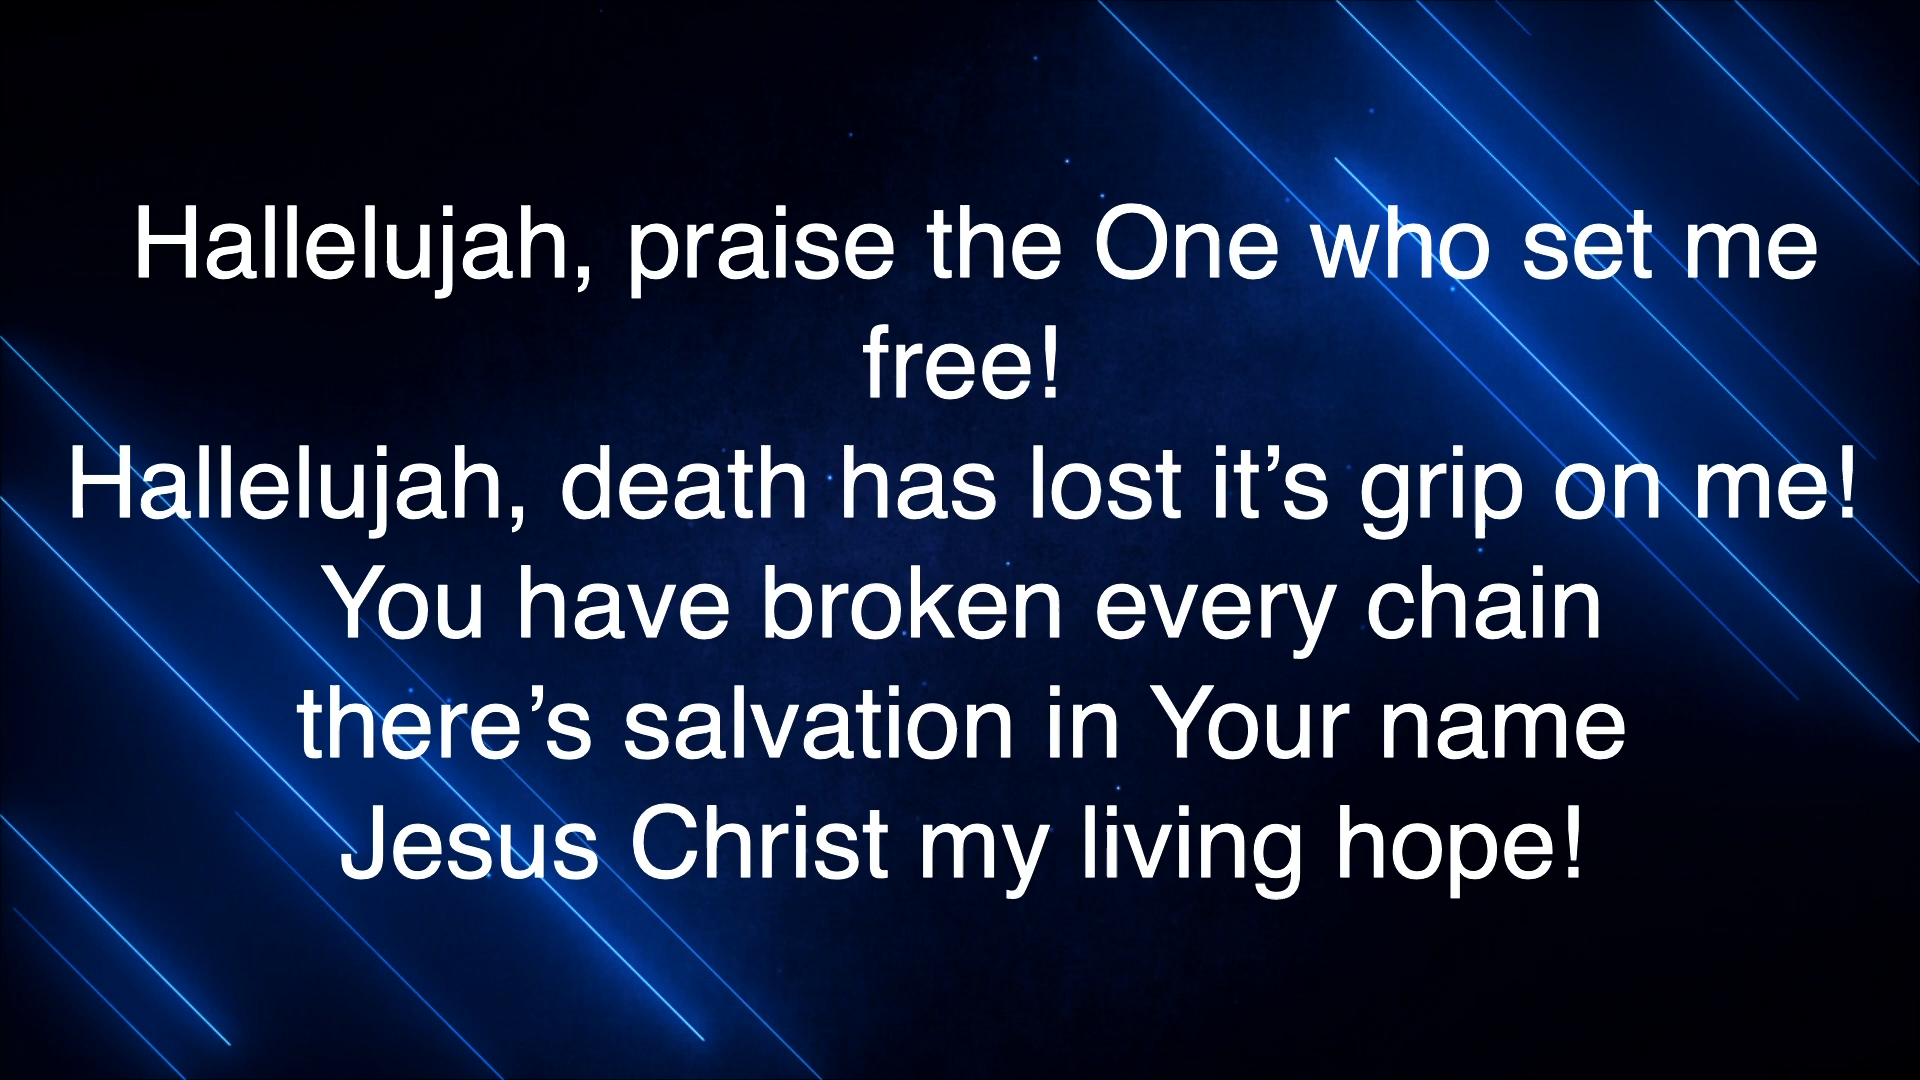 Hallelujah, praise the One who set me
free!
Hallelujah, death has lost it’s grip on me!
You have broken every chain
there’s salvation in Your name
Jesus Christ my living hope!